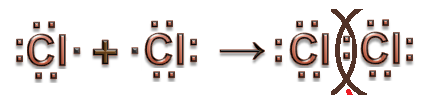 :Cl· + ·Cl: → :Cl:Cl: